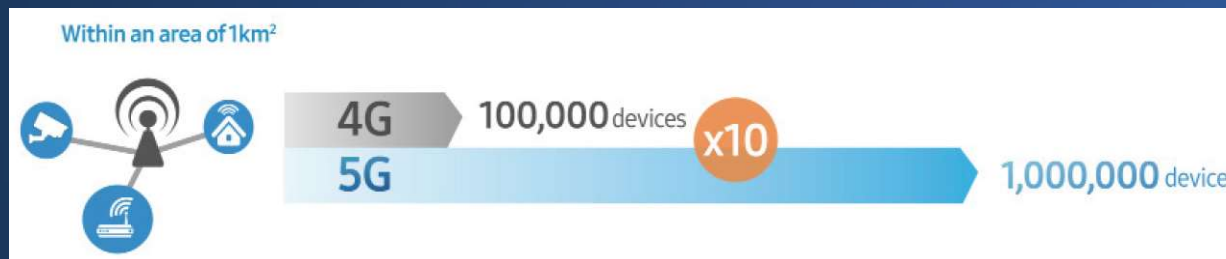 Within an area of 1km²
4G 100,000 devices
x10
5G
1,000,000 device